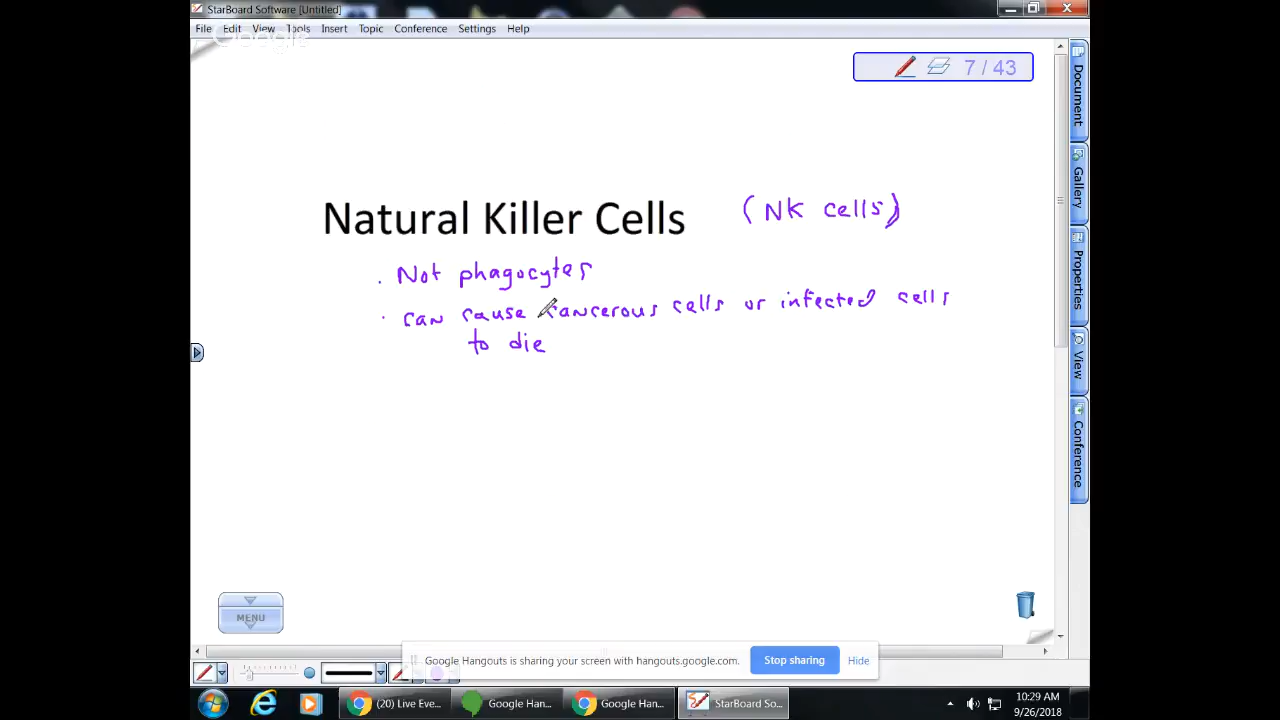 StarBoard Software [Untitled]
File Edit View Tools Insert Topic Conference Settings Help
Google
7 / 43
Document
Gallery
Properties
View
Conference
Natural Killer Cells (NK cells)
. Not phagocytes
. can cause cancerous cells or infected cells
to die
MENU
Google Hangouts is sharing your screen with hangouts.google.com. Stop sharing Hide
(20) Live Eve... Google Han... Google Han... StarBoard So...
10:29 AM
9/26/2018